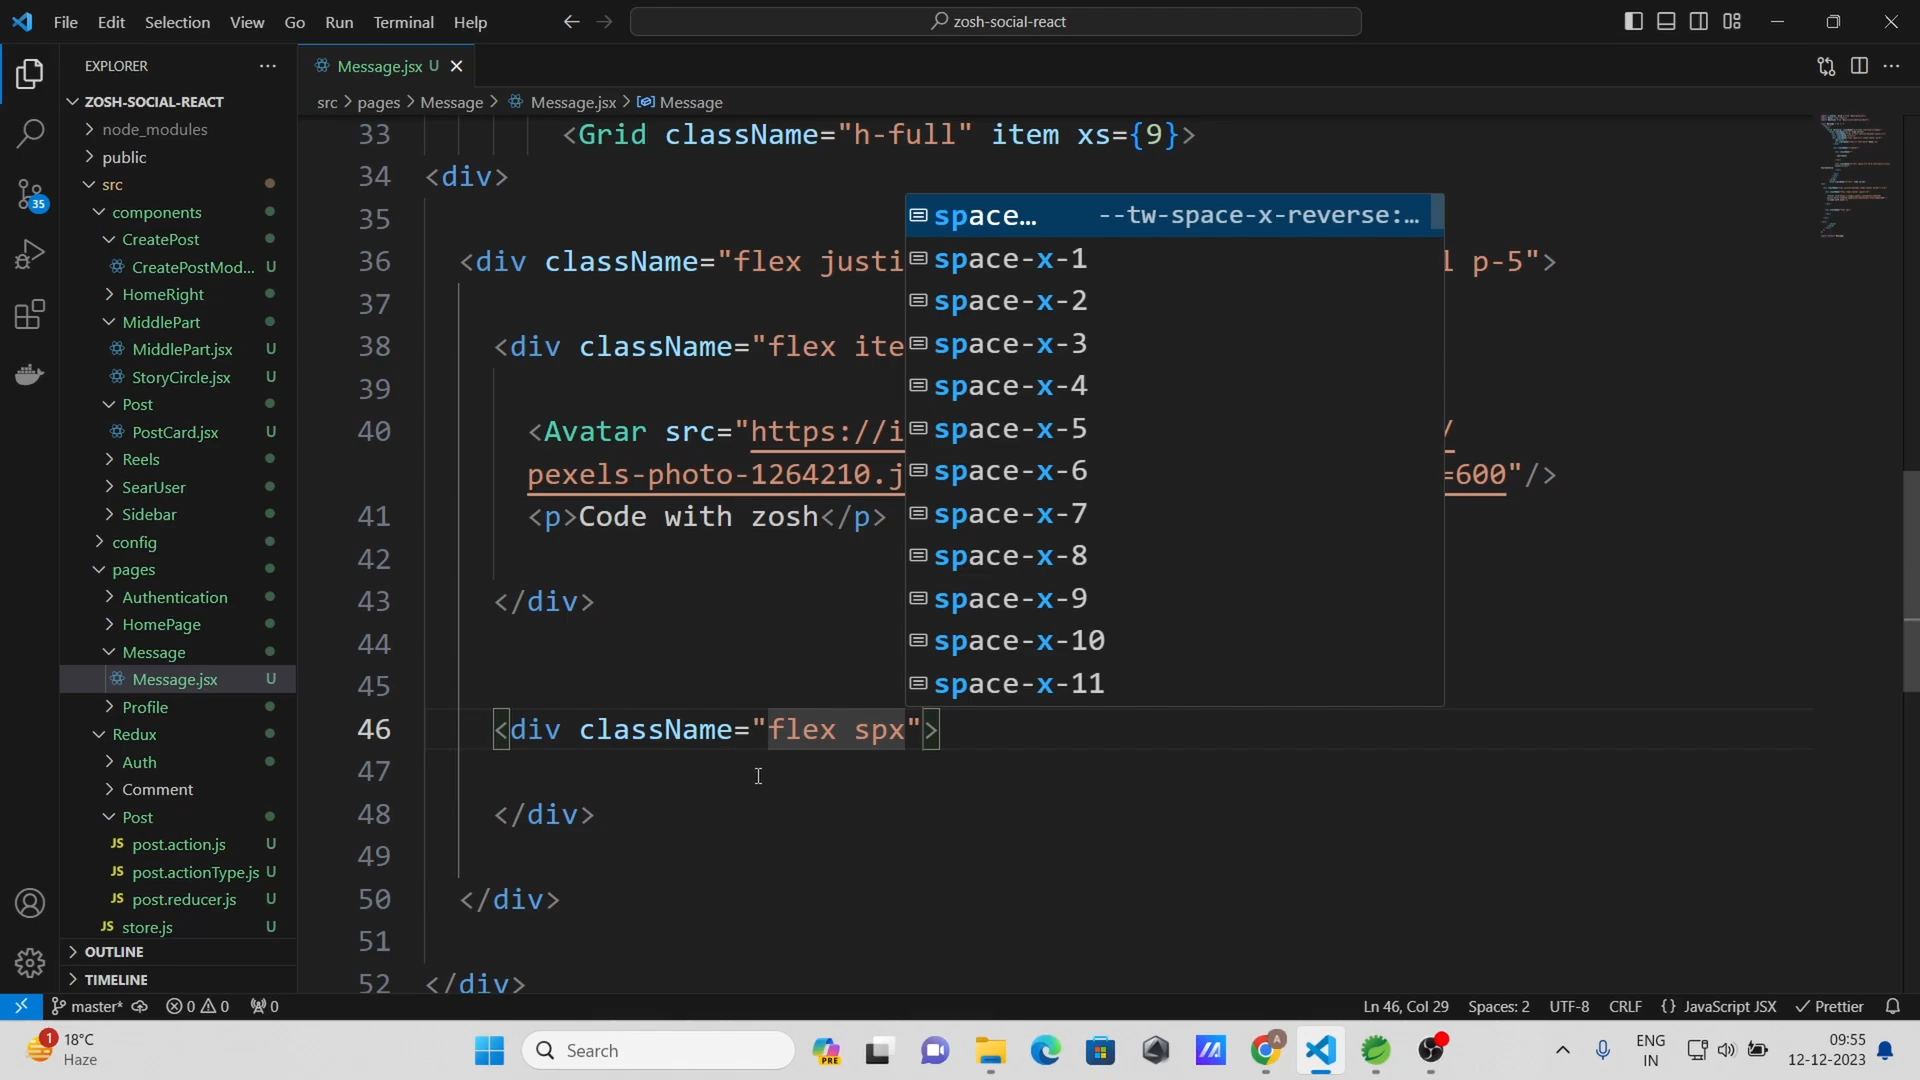 File Edit Selection View Go Run Terminal Help
zosh-social-react
EXPLORER
Message.jsx U
src > pages > Message > Message.jsx > Message
ZOSH-SOCIAL-REACT
node_modules
public
src
components
CreatePost
CreatePostMod... U
HomeRight
MiddlePart
MiddlePart.jsx U
StoryCircle.jsx U
Post
PostCard.jsx U
Reels
SearUser
Sidebar
config
pages
Authentication
HomePage
Message
Message.jsx U
Profile
Redux
Auth
Comment
Post
JS post.action.js U
JS post.actionType.js U
JS post.reducer.js U
JS store.js U
OUTLINE
TIMELINE
35
33 <Grid className="h-full" item xs={9}>
34 <div>
35
36 <div className="flex justi l p-5">
37
38 <div className="flex ite
39
40 <Avatar src="https://i /
pexels-photo-1264210.j =600"/>
41 <p>Code with zosh</p>
42
43 </div>
44
45
46 <div className="flex spx">
47
48 </div>
49
50 </div>
51
52 </div>
space… --tw-space-x-reverse:…
space-x-1
space-x-2
space-x-3
space-x-4
space-x-5
space-x-6
space-x-7
space-x-8
space-x-9
space-x-10
space-x-11
master* 0 0 0
Ln 46, Col 29 Spaces: 2 UTF-8 CRLF {} JavaScript JSX Prettier
1
18°C
Haze
Search
PRE
A
ENG
IN
09:55
12-12-2023